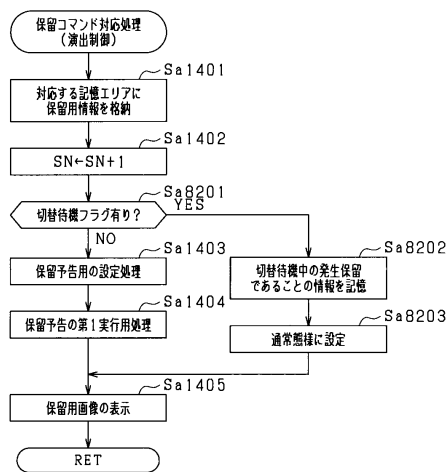 保留コマンド対応処理
(演出制御)
Sa1401
対応する記憶エリアに
保留用情報を格納
Sa1402
SN←SN+1
Sa8201
切替待機フラグ有り?
YES
NO
Sa1403
保留予告用の設定処理
Sa8202
切替待機中の発生保留
であることの情報を記憶
Sa1404
保留予告の第1実行用処理
Sa8203
通常態様に設定
Sa1405
保留用画像の表示
RET